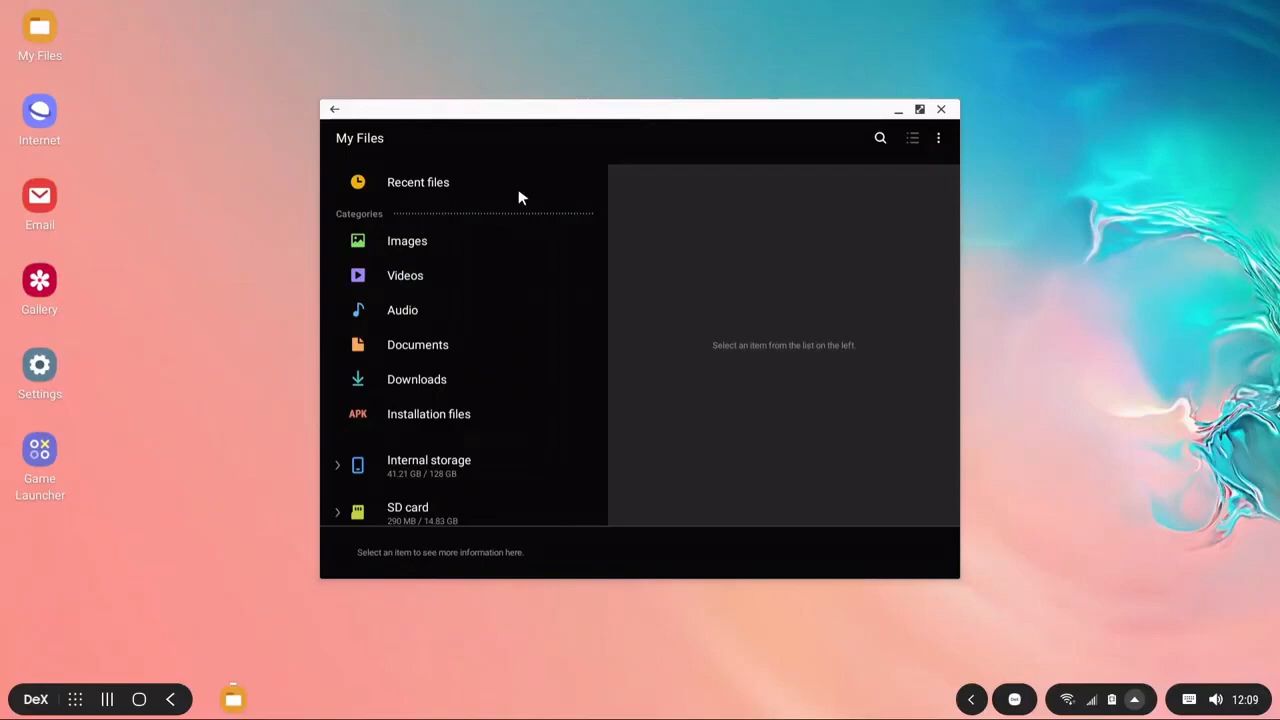 My Files
Internet
Email
Gallery
Settings
Game
Launcher
My Files
Recent files
Categories
Images
Videos
Audio
Documents
Downloads
APK Installation files
Internal storage
41.21 GB / 128 GB
SD card
290 MB / 14.83 GB
Select an item from the list on the left.
Select an item to see more information here.
DeX
12:09